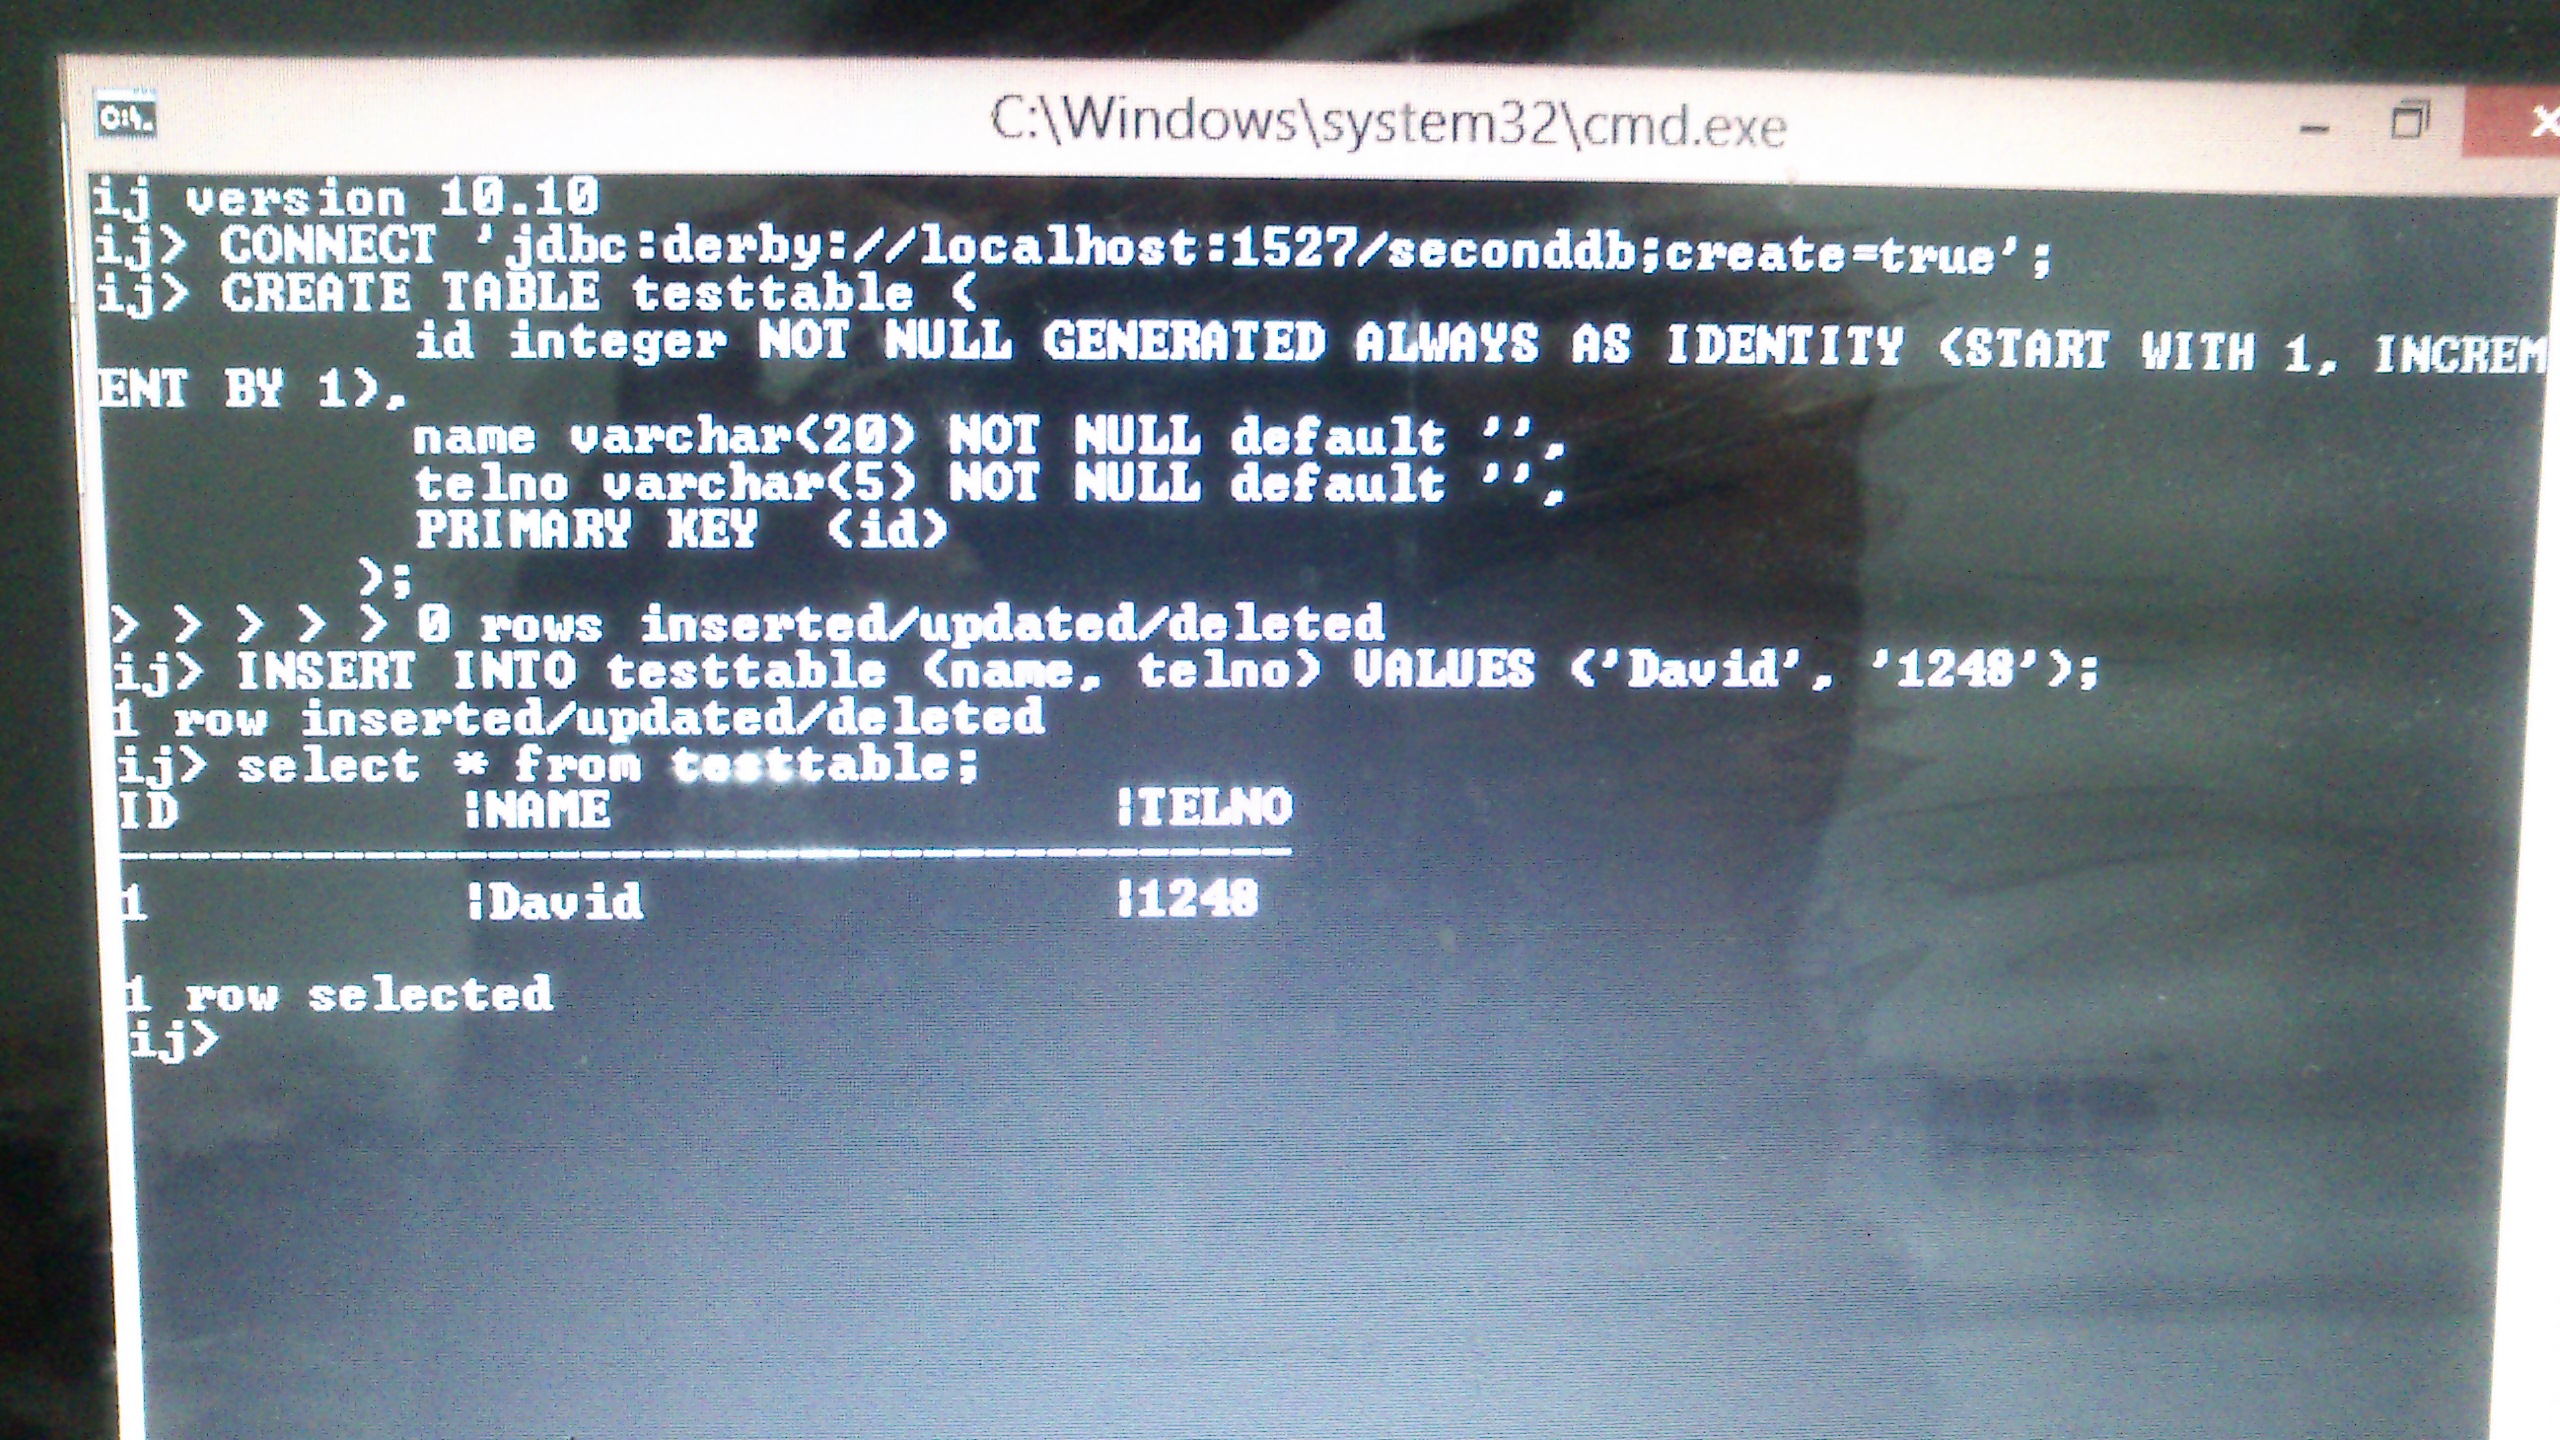 C:\Windows\system32\cmd.exe
ij version 10.10
ij> CONNECT 'jdbc:derby://localhost:1527/seconddb;create=true';
ij> CREATE TABLE testtable (
id integer NOT NULL GENERATED ALWAYS AS IDENTITY (START WITH 1, INCREM
ENT BY 1),
name varchar(20) NOT NULL default '',
telno varchar(5) NOT NULL default '',
PRIMARY KEY (id)
);
> > > > > 0 rows inserted/updated/deleted
ij> INSERT INTO testtable (name, telno) VALUES ('David', '1248');
1 row inserted/updated/deleted
ij> select * from testtable;
ID |NAME |TELNO
--------------------------------------
1 |David |1248
1 row selected
ij>